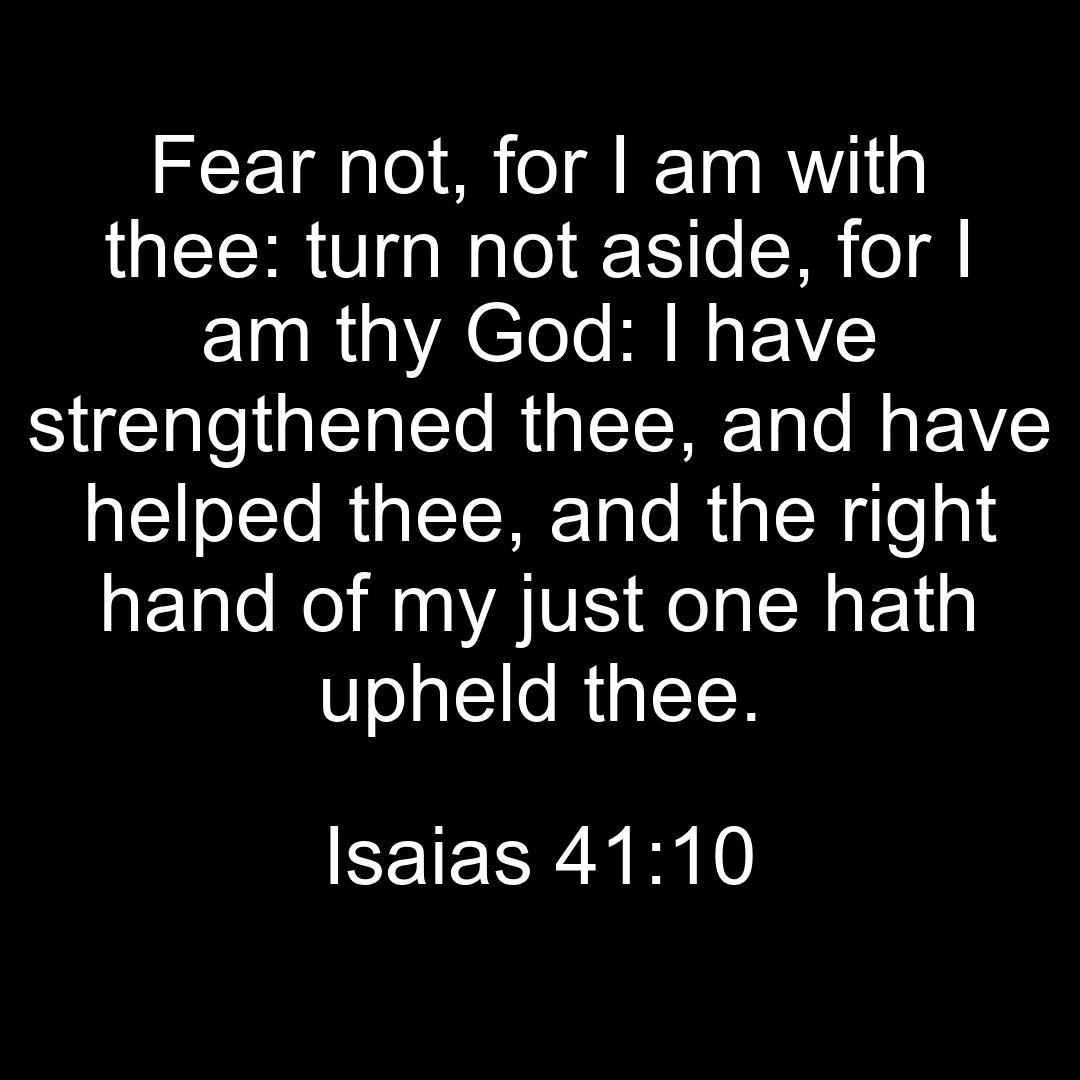 Fear not, for I am with
thee: turn not aside, for I
am thy God: I have
strengthened thee, and have
helped thee, and the right
hand of my just one hath
upheld thee.
Isaias 41:10